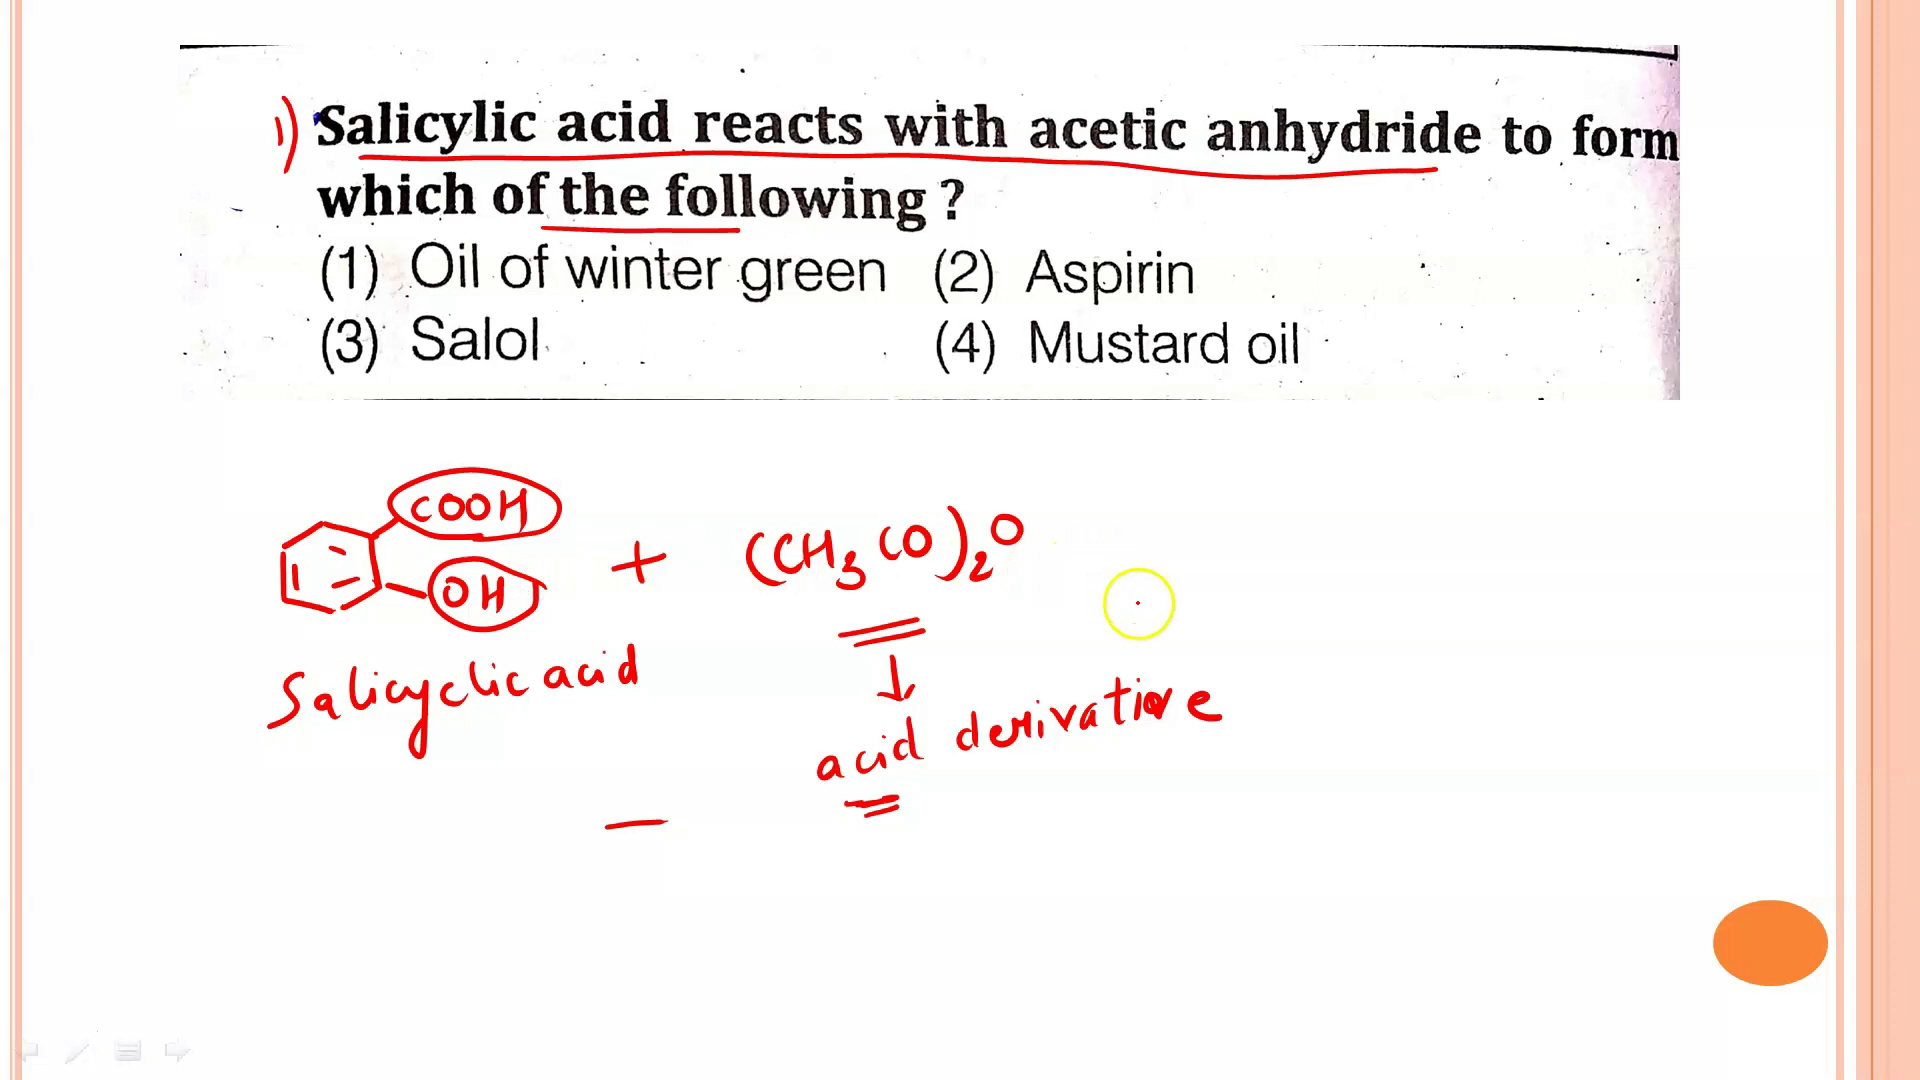 1) Salicylic acid reacts with acetic anhydride to form
which of the following ?
(1) Oil of winter green (2) Aspirin
(3) Salol (4) Mustard oil
COOH
OH + (CH₃CO)₂O
Salicyclic acid
acid derivative